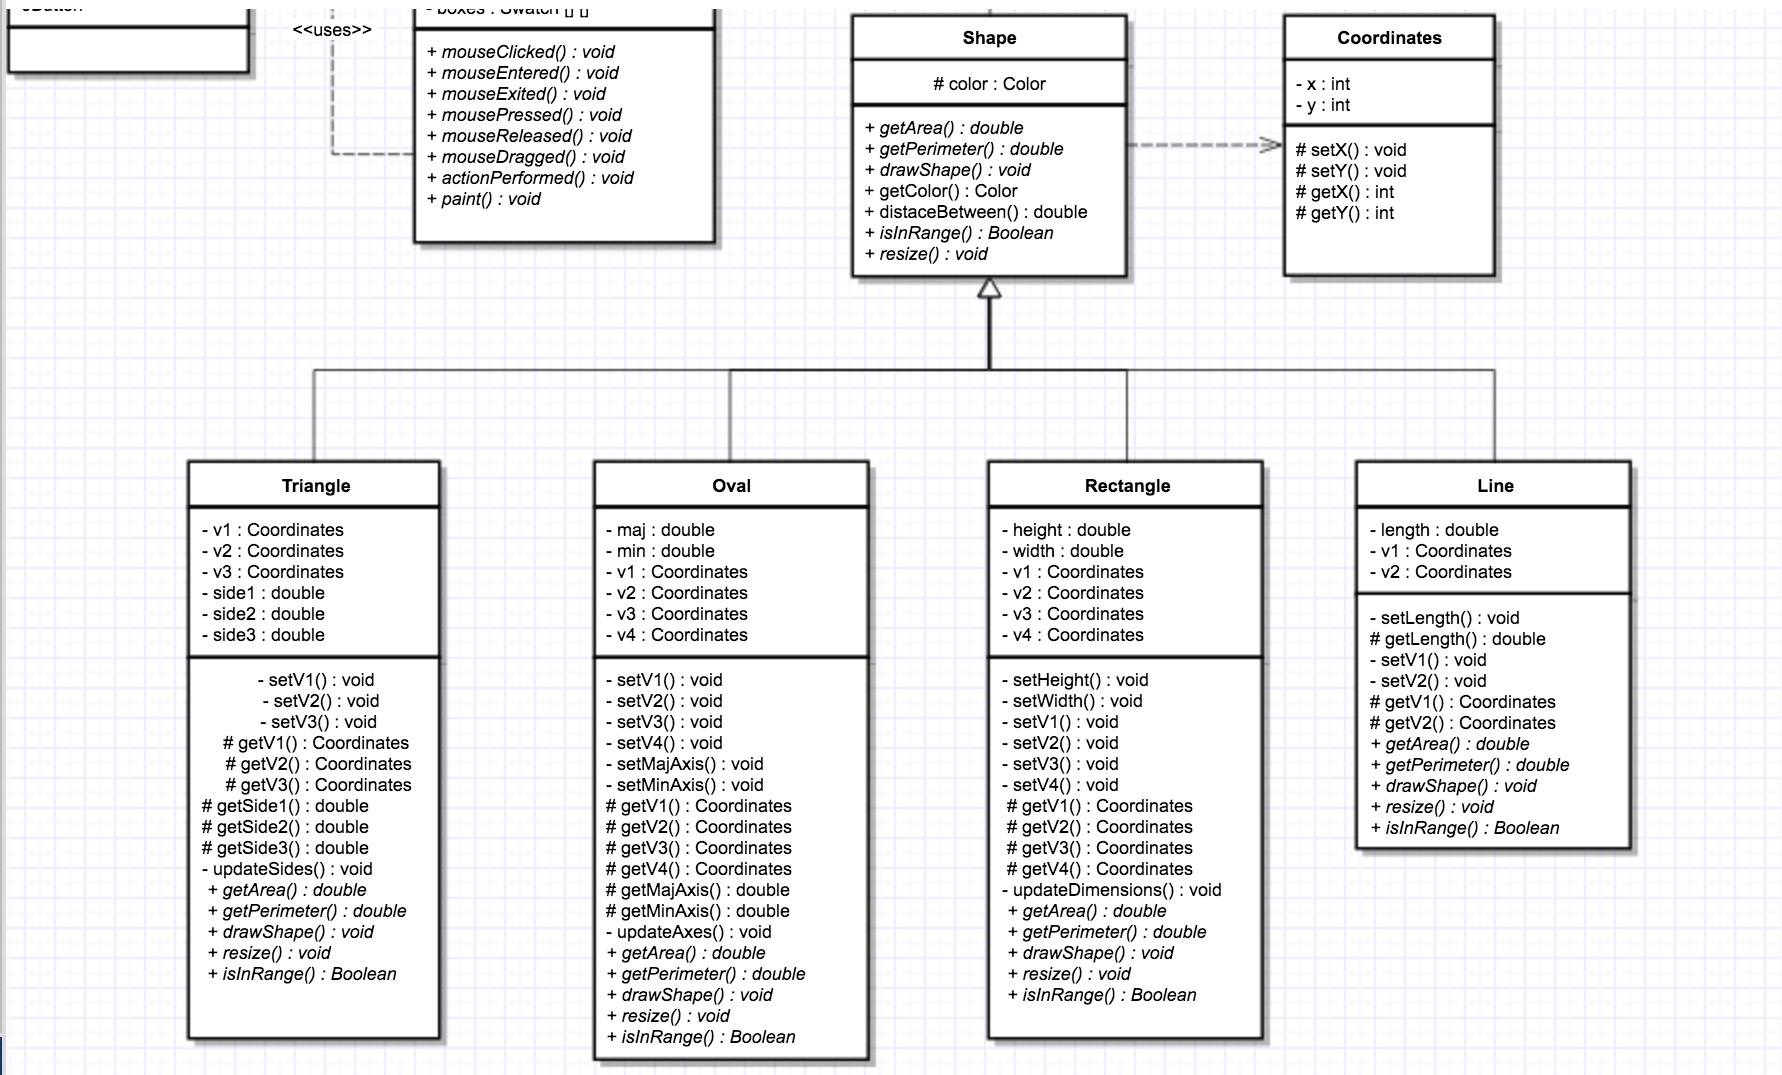 <<uses>>
- boxes : Swatch [] []
+ mouseClicked() : void
+ mouseEntered() : void
+ mouseExited() : void
+ mousePressed() : void
+ mouseReleased() : void
+ mouseDragged() : void
+ actionPerformed() : void
+ paint() : void
Shape
# color : Color
+ getArea() : double
+ getPerimeter() : double
+ drawShape() : void
+ getColor() : Color
+ distaceBetween() : double
+ isInRange() : Boolean
+ resize() : void
Coordinates
- x : int
- y : int
# setX() : void
# setY() : void
# getX() : int
# getY() : int
Triangle
- v1 : Coordinates
- v2 : Coordinates
- v3 : Coordinates
- side1 : double
- side2 : double
- side3 : double
- setV1() : void
- setV2() : void
- setV3() : void
# getV1() : Coordinates
# getV2() : Coordinates
# getV3() : Coordinates
# getSide1() : double
# getSide2() : double
# getSide3() : double
- updateSides() : void
+ getArea() : double
+ getPerimeter() : double
+ drawShape() : void
+ resize() : void
+ isInRange() : Boolean
Oval
- maj : double
- min : double
- v1 : Coordinates
- v2 : Coordinates
- v3 : Coordinates
- v4 : Coordinates
- setV1() : void
- setV2() : void
- setV3() : void
- setV4() : void
- setMajAxis() : void
- setMinAxis() : void
# getV1() : Coordinates
# getV2() : Coordinates
# getV3() : Coordinates
# getV4() : Coordinates
# getMajAxis() : double
# getMinAxis() : double
- updateAxes() : void
+ getArea() : double
+ getPerimeter() : double
+ drawShape() : void
+ resize() : void
+ isInRange() : Boolean
Rectangle
- height : double
- width : double
- v1 : Coordinates
- v2 : Coordinates
- v3 : Coordinates
- v4 : Coordinates
- setHeight() : void
- setWidth() : void
- setV1() : void
- setV2() : void
- setV3() : void
- setV4() : void
# getV1() : Coordinates
# getV2() : Coordinates
# getV3() : Coordinates
# getV4() : Coordinates
- updateDimensions() : void
+ getArea() : double
+ getPerimeter() : double
+ drawShape() : void
+ resize() : void
+ isInRange() : Boolean
Line
- length : double
- v1 : Coordinates
- v2 : Coordinates
- setLength() : void
# getLength() : double
- setV1() : void
- setV2() : void
# getV1() : Coordinates
# getV2() : Coordinates
+ getArea() : double
+ getPerimeter() : double
+ drawShape() : void
+ resize() : void
+ isInRange() : Boolean